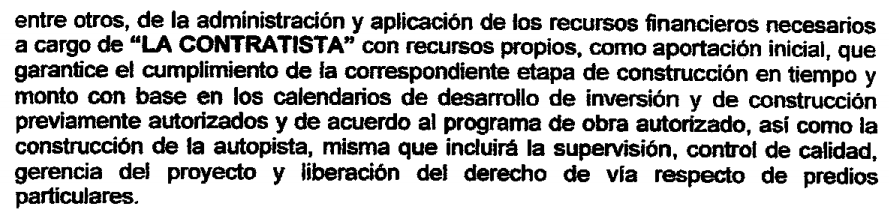 entre otros, de la administración y aplicación de los recursos financieros necesarios
a cargo de "LA CONTRATISTA" con recursos propios, como aportación inicial, que
garantice el cumplimiento de la correspondiente etapa de construcción en tiempo y
monto con base en los calendarios de desarrollo de inversión y de construcción
previamente autorizados y de acuerdo al programa de obra autorizado, así como la
construcción de la autopista, misma que incluirá la supervisión, control de calidad,
gerencia del proyecto y liberación del derecho de vía respecto de predios
particulares.